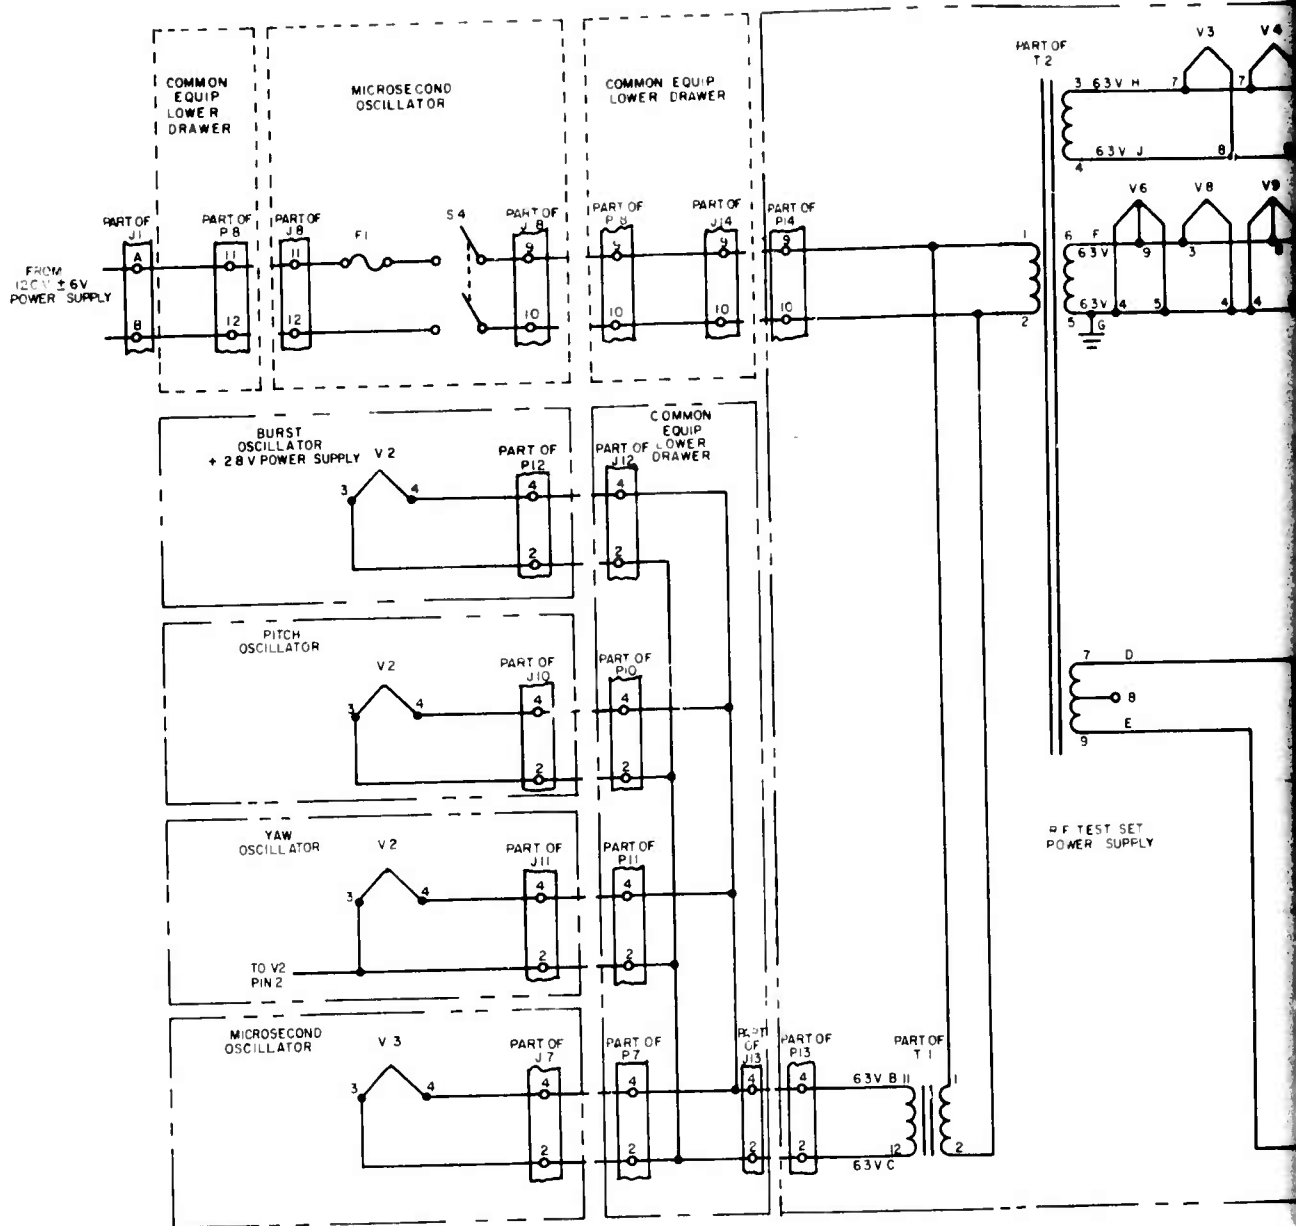 COMMON
EQUIP
LOWER
DRAWER
MICROSECOND
OSCILLATOR
COMMON EQUIP
LOWER DRAWER
PART OF
T2
V3
V4
3 63V H
7
7
4
63V J
8
PART OF
J1
A
B
PART OF
P8
11
12
PART OF
J8
11
12
F1
S4
PART OF
J8
9
10
PART OF
P8
9
10
PART OF
J14
9
10
PART OF
P14
9
10
FROM
± 6V
POWER SUPPLY
1
2
V6
V8
V9
6 F
63V
9
3
63V
5
G
4
5
4
4
BURST
OSCILLATOR
+ 28V POWER SUPPLY
V2
3
4
PART OF
P12
4
2
COMMON
EQUIP
LOWER
DRAWER
PART OF
J12
4
2
PITCH
OSCILLATOR
V2
3
4
PART OF
J10
4
2
PART OF
P10
4
2
7 D
8
E
9
YAW
OSCILLATOR
V2
3
4
TO V2
PIN 2
PART OF
J11
4
2
PART OF
P11
4
2
RF TEST SET
POWER SUPPLY
MICROSECOND
OSCILLATOR
V3
3
4
PART OF
J7
4
2
PART OF
P7
4
2
PART
OF
J13
4
2
PART OF
P13
4
2
PART OF
T1
63V B 11
12
63V C
1
2